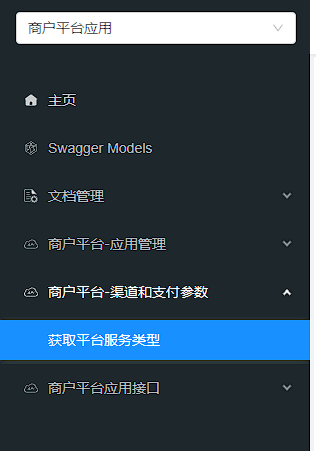 商户平台应用
主页
Swagger Models
文档管理
商户平台-应用管理
商户平台-渠道和支付参数
获取平台服务类型
商户平台应用接口